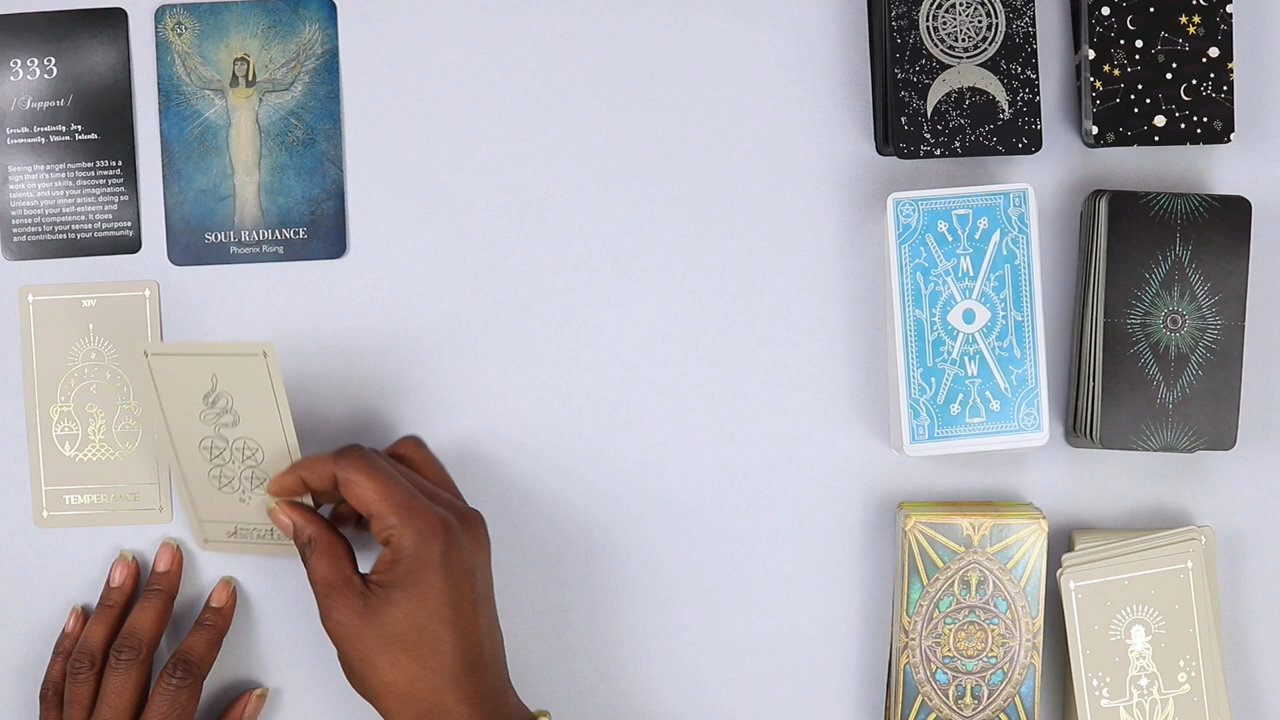 333
/Support/
Growth. Creativity. Joy.
Community. Vision. Talents.
Seeing the angel number 333 is a
sign that it's time to focus inward,
work on your skills, discover your
talents, and use your imagination.
Unleash your inner artist; doing so
will boost your self-esteem and
sense of competence. It does
wonders for your sense of purpose
and contributes to your community.
53
SOUL RADIANCE
Phoenix Rising
XIV
TEMPERANCE
M
W